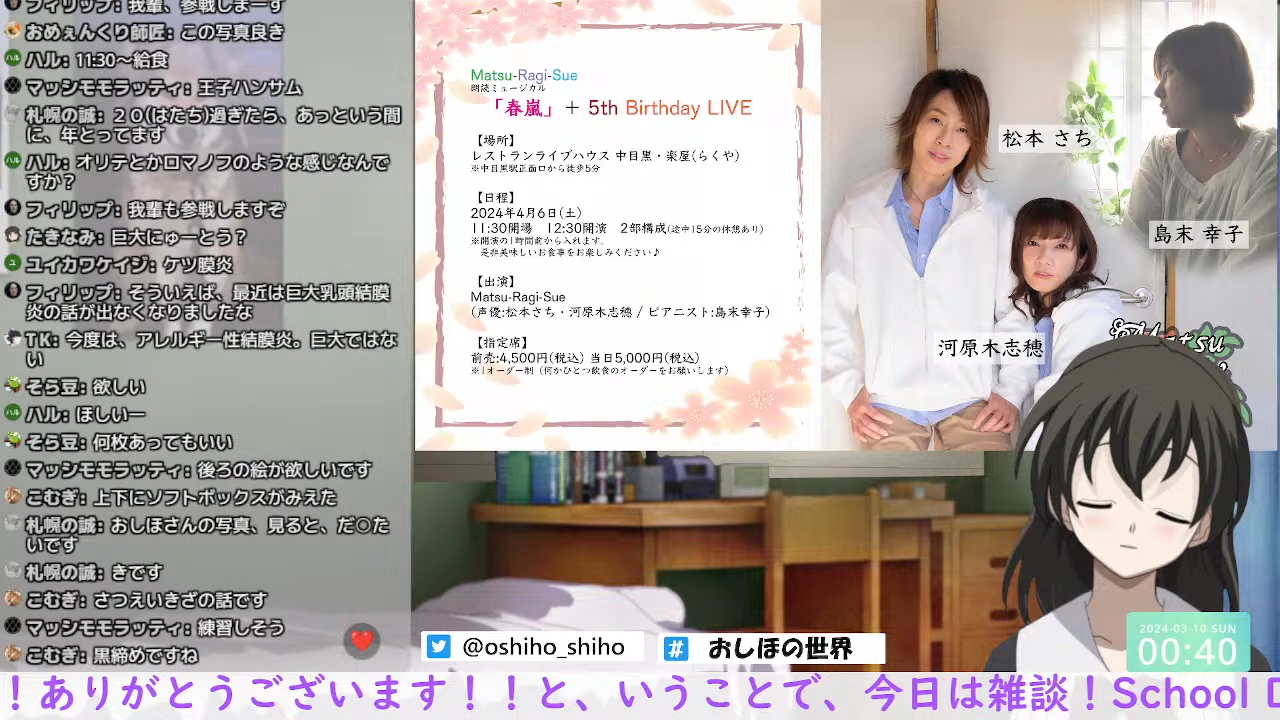 フィリップ: 我輩、参戦しまーす
おめぇんくり師匠: この写真良き
ハル: 11:30〜給食
マッシモモラッティ: 王子ハンサム
札幌の誠: ２０(はたち)過ぎたら、あっという間
に、年とってます
ハル: オリテとかロマノフのような感じなんで
すか？
フィリップ: 我輩も参戦しますぞ
たきなみ: 巨大にゅーとう？
ユイカワケイジ: ケツ膜炎
フィリップ: そういえば、最近は巨大乳頭結膜
炎の話が出なくなりましたな
TK: 今度は、アレルギー性結膜炎。巨大ではな
い
そら豆: 欲しい
ハル: ほしいー
そら豆: 何枚あってもいい
マッシモモラッティ: 後ろの絵が欲しいです
こむぎ: 上下にソフトボックスがみえた
札幌の誠: おしほさんの写真、見ると、だ○た
いです
札幌の誠: きです
こむぎ: さつえいきざの話です
マッシモモラッティ: 練習しそう
こむぎ: 黒締めですね
Matsu-Ragi-Sue
朗読ミュージカル
「春嵐」＋ 5th Birthday LIVE
【場所】
レストランライブハウス 中目黒・楽屋(らくや)
※中目黒駅正面口から徒歩5分
【日程】
2024年4月6日(土)
11:30開場　12:30開演　2部構成(途中15分の休憩あり)
※開演の1時間前から入れます。
是非美味しいお食事をお楽しみください♪
【出演】
Matsu-Ragi-Sue
(声優:松本さち・河原木志穂 / ピアニスト:島末幸子)
【指定席】
前売:4,500円(税込) 当日5,000円(税込)
※1オーダー制（何かひとつ飲食のオーダーをお願いします）
松本 さち
島末 幸子
河原木志穂
Matsu
@oshiho_shiho
# おしほの世界
2024-03-10 SUN
00:40
！ありがとうございます！！と、いうことで、今日は雑談！School D